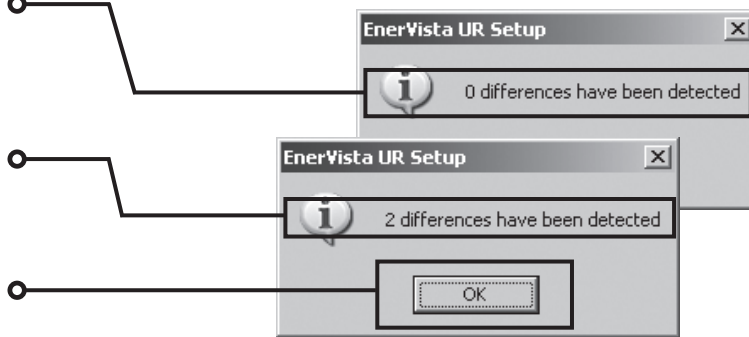 EnerVista UR Setup
0 differences have been detected
EnerVista UR Setup
2 differences have been detected
OK